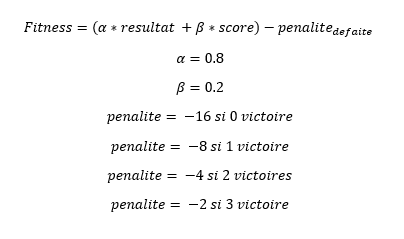 Fitness = (α * resultat + β * score) − penalite_defaite
α = 0.8
β = 0.2
penalite = −16 si 0 victoire
penalite = −8 si 1 victoire
penalite = −4 si 2 victoires
penalite = −2 si 3 victoire